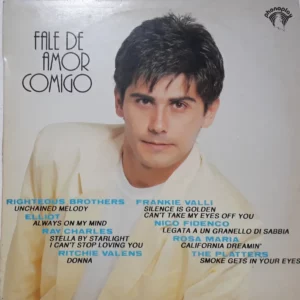 FALE DE
AMOR
COMIGO
phonoplay
RIGHTEOUS BROTHERS
UNCHAINED MELODY
ELLIOT
ALWAYS ON MY MIND
RAY CHARLES
STELLA BY STARLIGHT
I CAN'T STOP LOVING YOU
RITCHIE VALENS
DONNA
FRANKIE VALLI
SILENCE IS GOLDEN
CAN'T TAKE MY EYES OFF YOU
NICO FIDENCO
LEGATA A UN GRANELLO DI SABBIA
ROSA MARIA
CALIFORNIA DREAMIN'
THE PLATTERS
SMOKE GETS IN YOUR EYES